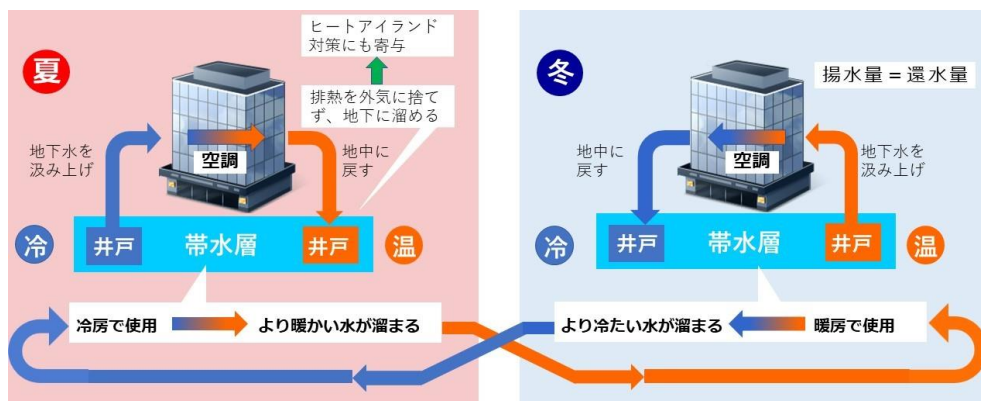 ヒートアイランド
対策にも寄与
夏
排熱を外気に捨て
ず、地下に溜める
地下水を
汲み上げ
空調
地中に
戻す
冷
井戸
帯水層
井戸
温
冷房で使用
より暖かい水が溜まる
冬
揚水量＝還水量
地中に
戻す
空調
地下水を
汲み上げ
冷
井戸
帯水層
井戸
温
より冷たい水が溜まる
暖房で使用